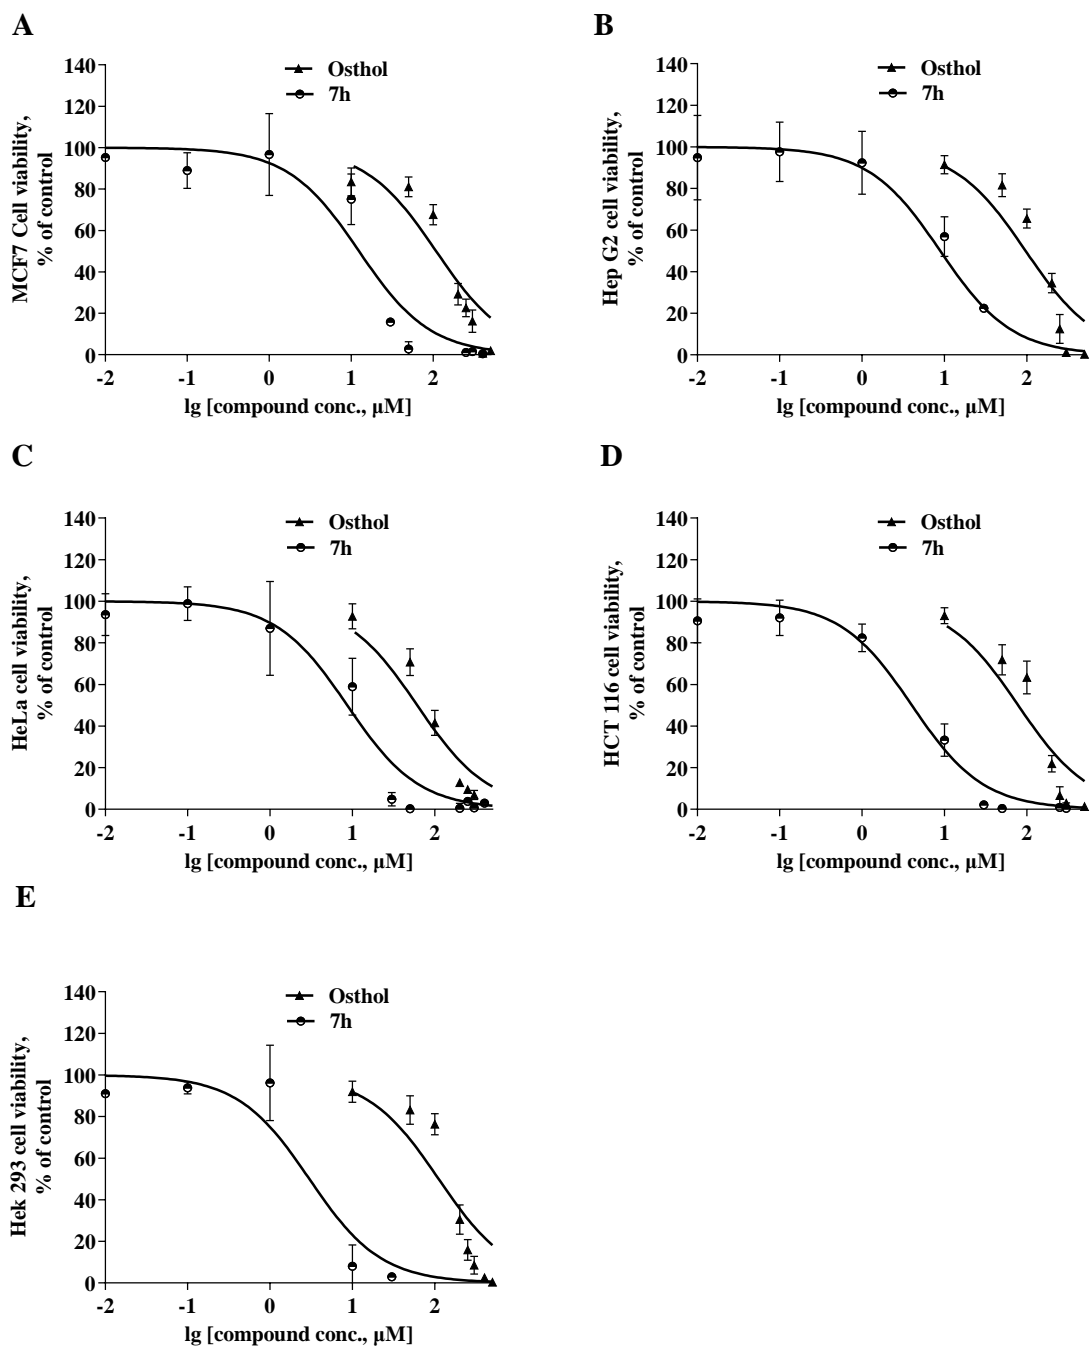 A
MCF7 Cell viability,
% of control
140
120
100
80
60
40
20
0
-2 -1 0 1 2
lg [compound conc., µM]
Osthol
7h
B
Hep G2 cell viability,
% of control
140
120
100
80
60
40
20
0
-2 -1 0 1 2
lg [compound conc., µM]
Osthol
7h
C
HeLa cell viability,
% of control
140
120
100
80
60
40
20
0
-2 -1 0 1 2
lg [compound conc., µM]
Osthol
7h
D
HCT 116 cell viability,
% of control
140
120
100
80
60
40
20
0
-2 -1 0 1 2
lg [compound conc., µM]
Osthol
7h
E
Hek 293 cell viability,
% of control
140
120
100
80
60
40
20
0
-2 -1 0 1 2
lg [compound conc., µM]
Osthol
7h